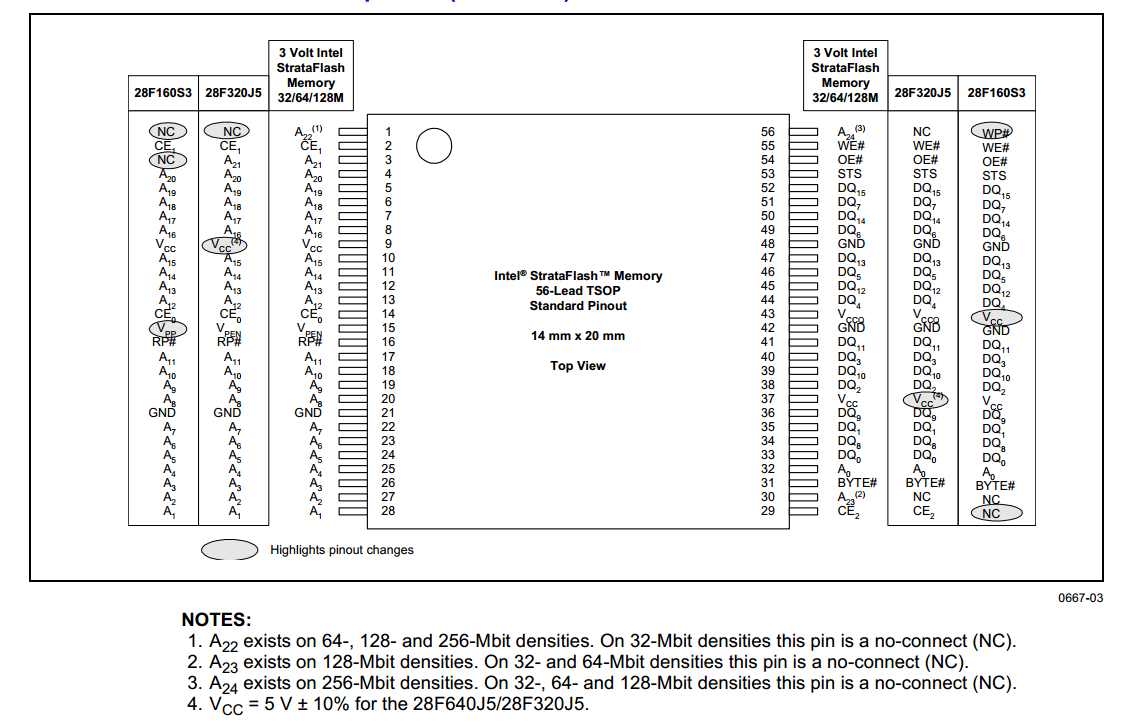 3 Volt Intel StrataFlash Memory 32/64/128M
28F160S3 28F320J5
3 Volt Intel StrataFlash Memory 32/64/128M
28F320J5 28F160S3
NC NC A22(1) 1 56 A24(3) NC WP#
CE1 CE1 CE1 2 55 WE# WE# WE#
NC A21 A21 3 54 OE# OE# OE#
A20 A20 A20 4 53 STS STS STS
A19 A19 A19 5 52 DQ15 DQ15 DQ15
A18 A18 A18 6 51 DQ7 DQ7 DQ7
A17 A17 A17 7 50 DQ14 DQ14 DQ14
A16 A16 A16 8 49 DQ6 DQ6 DQ6
VCC VCC(4) VCC 9 48 GND GND GND
A15 A15 A15 10 47 DQ13 DQ13 DQ13
A14 A14 A14 11 46 DQ5 DQ5 DQ5
A13 A13 A13 12 45 DQ12 DQ12 DQ12
A12 A12 A12 13 44 DQ4 DQ4 DQ4
CE0 CE0 CE0 14 43 VCCQ VCCQ VCC
VPP VPEN VPEN 15 42 GND GND GND
RP# RP# RP# 16 41 DQ11 DQ11 DQ11
A11 A11 A11 17 40 DQ3 DQ3 DQ3
A10 A10 A10 18 39 DQ10 DQ10 DQ10
A9 A9 A9 19 38 DQ2 DQ2 DQ2
A8 A8 A8 20 37 VCC VCC(4) VCC
GND GND GND 21 36 DQ9 DQ9 DQ9
A7 A7 A7 22 35 DQ1 DQ1 DQ1
A6 A6 A6 23 34 DQ8 DQ8 DQ8
A5 A5 A5 24 33 DQ0 DQ0 DQ0
A4 A4 A4 25 32 A0 A0 A0
A3 A3 A3 26 31 BYTE# BYTE# BYTE#
A2 A2 A2 27 30 A23(2) NC NC
A1 A1 A1 28 29 CE2 CE2 NC
Intel® StrataFlash™ Memory
56-Lead TSOP
Standard Pinout
14 mm x 20 mm
Top View
Highlights pinout changes
0667-03
NOTES:
1. A22 exists on 64-, 128- and 256-Mbit densities. On 32-Mbit densities this pin is a no-connect (NC).
2. A23 exists on 128-Mbit densities. On 32- and 64-Mbit densities this pin is a no-connect (NC).
3. A24 exists on 256-Mbit densities. On 32-, 64- and 128-Mbit densities this pin is a no-connect (NC).
4. VCC = 5 V ± 10% for the 28F640J5/28F320J5.